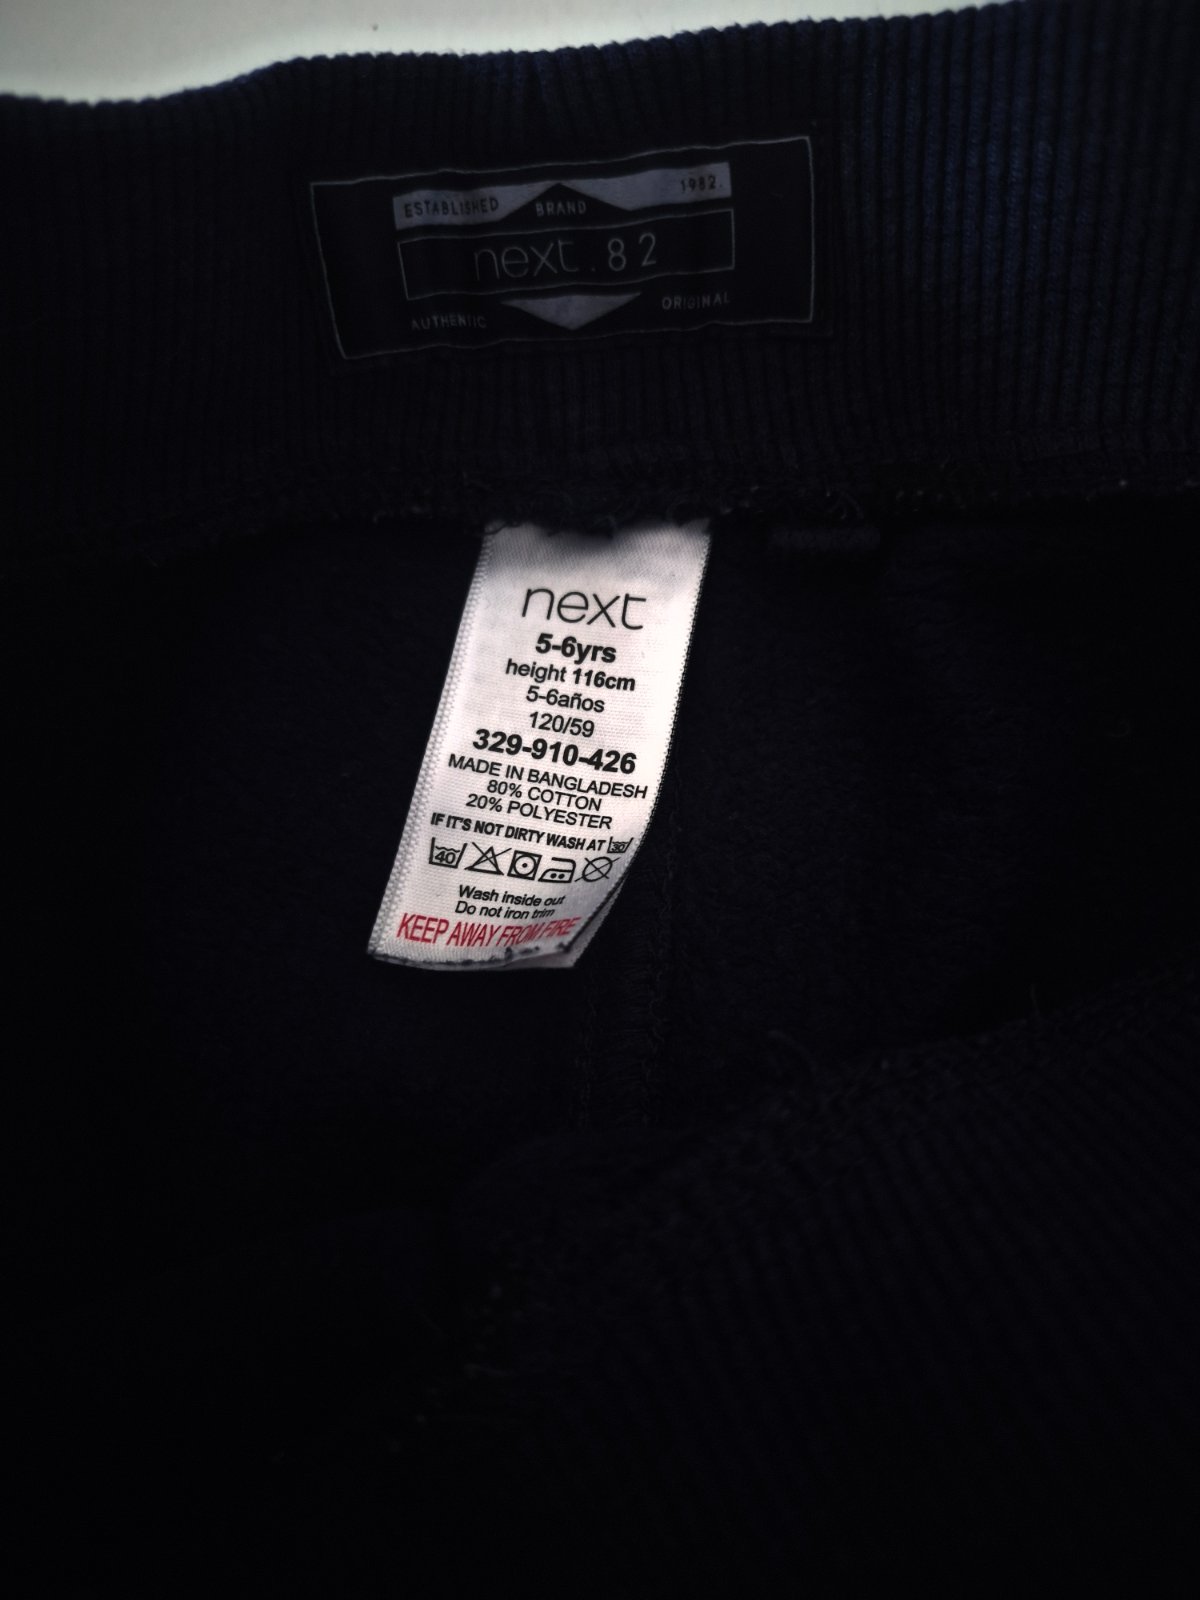 ESTABLISHED BRAND 1982.
next.82
AUTHENTIC ORIGINAL
next
5-6yrs
height 116cm
5-6años
120/59
329-910-426
MADE IN BANGLADESH
80% COTTON
20% POLYESTER
IF IT'S NOT DIRTY WASH AT 30
40
Wash inside out
Do not iron trim
KEEP AWAY FROM FIRE